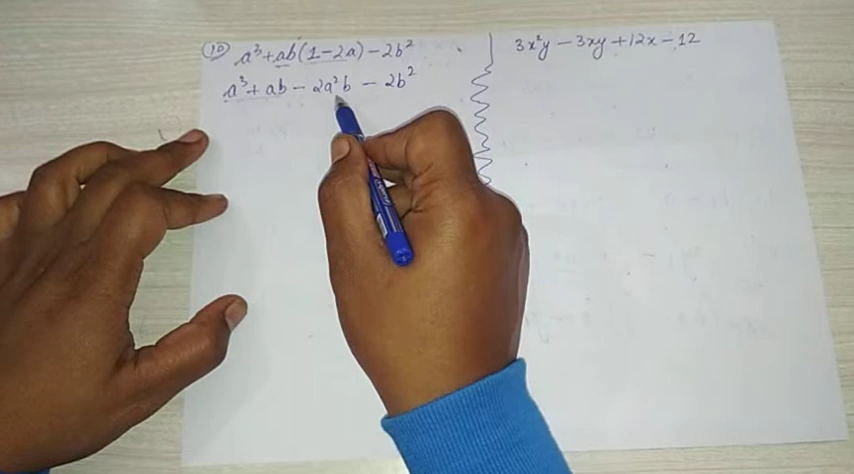 10 a³ + ab(1 - 2a) - 2b²
a³ + ab - 2a²b - 2b²
3x²y - 3xy + 12x - 12